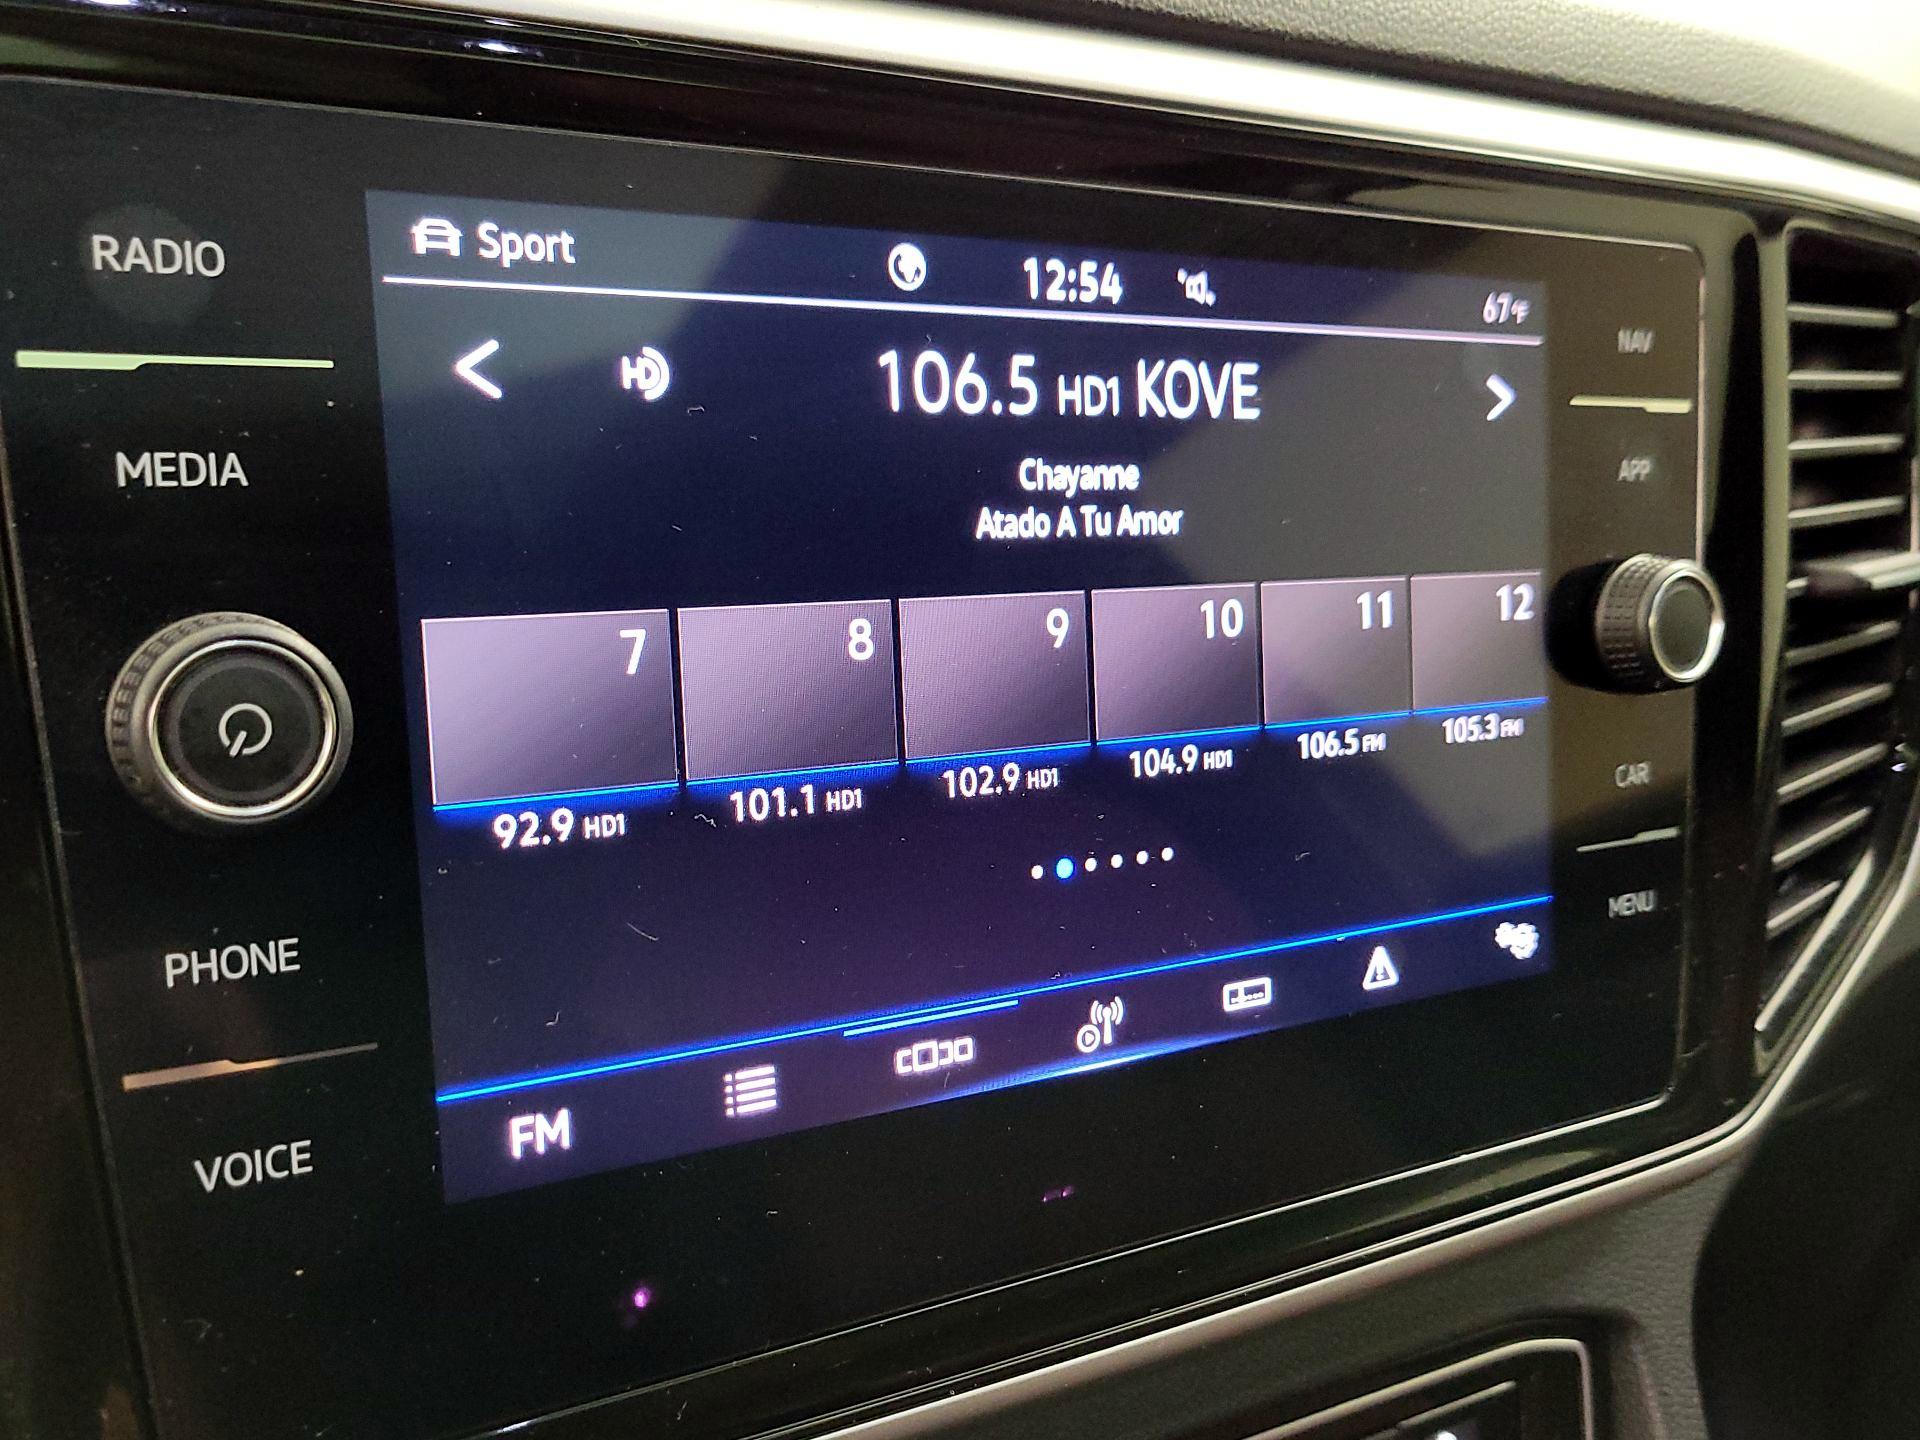 RADIO
MEDIA
PHONE
VOICE
Sport
12:54
67°F
HD
106.5 HD1 KOVE
Chayanne
Atado A Tu Amor
7
8
9
10
11
12
92.9 HD1
101.1 HD1
102.9 HD1
104.9 HD1
106.5 FM
105.3 FM
FM
NAV
APP
CAR
MENU